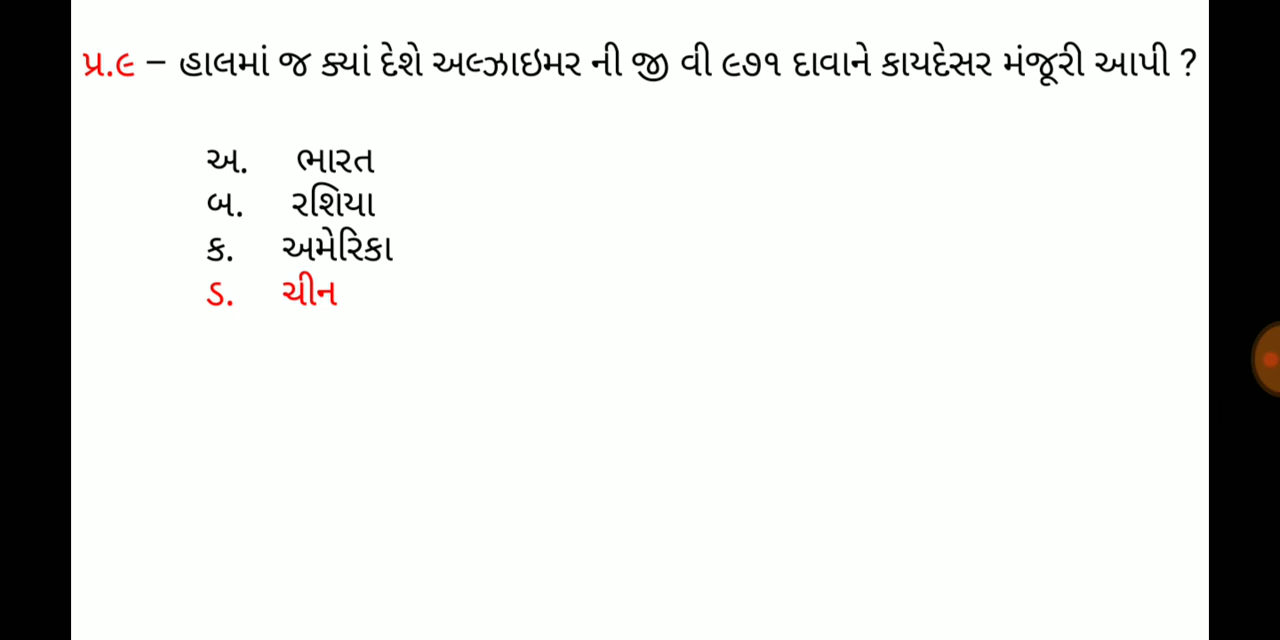 પ્ર.૯ – હાલમાં જ ક્યાં દેશે અલ્ઝાઇમર ની જી વી ૯૭૧ દાવાને કાયદેસર મંજૂરી આપી ?
અ. ભારત
બ. રશિયા
ક. અમેરિકા
ડ. ચીન